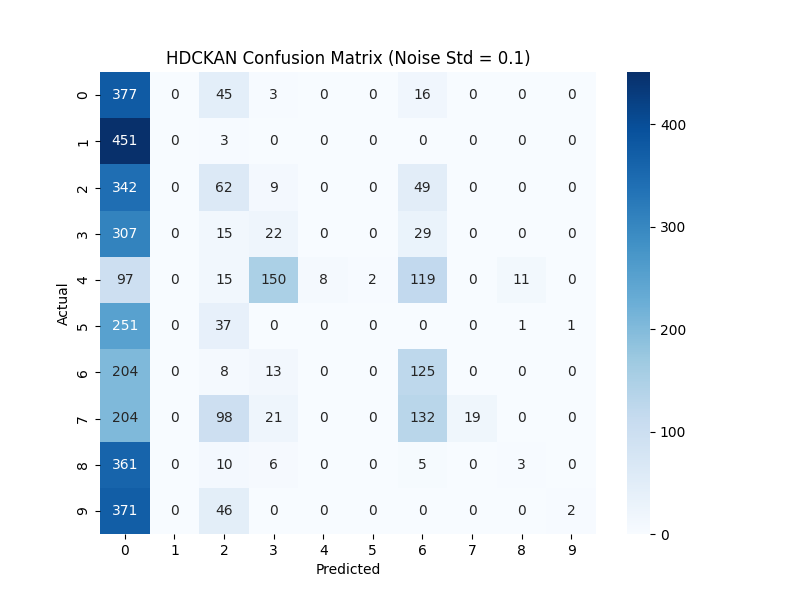 HDCKAN Confusion Matrix (Noise Std = 0.1)
0 377 0 45 3 0 0 16 0 0 0
1 451 0 3 0 0 0 0 0 0 0
2 342 0 62 9 0 0 49 0 0 0
3 307 0 15 22 0 0 29 0 0 0
4 97 0 15 150 8 2 119 0 11 0
5 251 0 37 0 0 0 0 0 1 1
6 204 0 8 13 0 0 125 0 0 0
7 204 0 98 21 0 0 132 19 0 0
8 361 0 10 6 0 0 5 0 3 0
9 371 0 46 0 0 0 0 0 0 2
0 1 2 3 4 5 6 7 8 9
Predicted
Actual
400
300
200
100
0